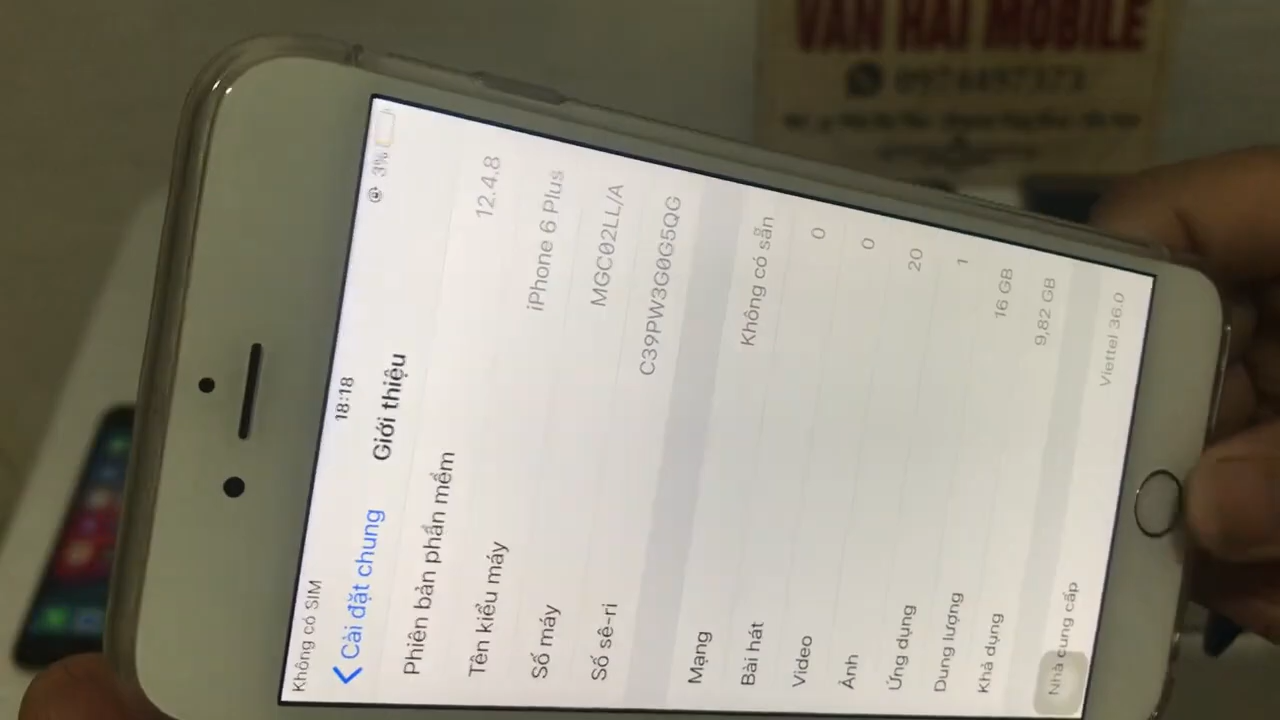 VAN HAI MOBILE
Không có SIM 18:18 3%
Cài đặt chung Giới thiệu
Phiên bản phần mềm 12.4.8
Tên kiểu máy iPhone 6 Plus
Số máy MGC02LL/A
Số sê-ri C39PW3G0G5QG
Mạng Không có sẵn
Bài hát 0
Video 0
Ảnh 20
Ứng dụng 1
Dung lượng 16 GB
Khả dụng 9,82 GB
Nhà cung cấp Viettel 36.0